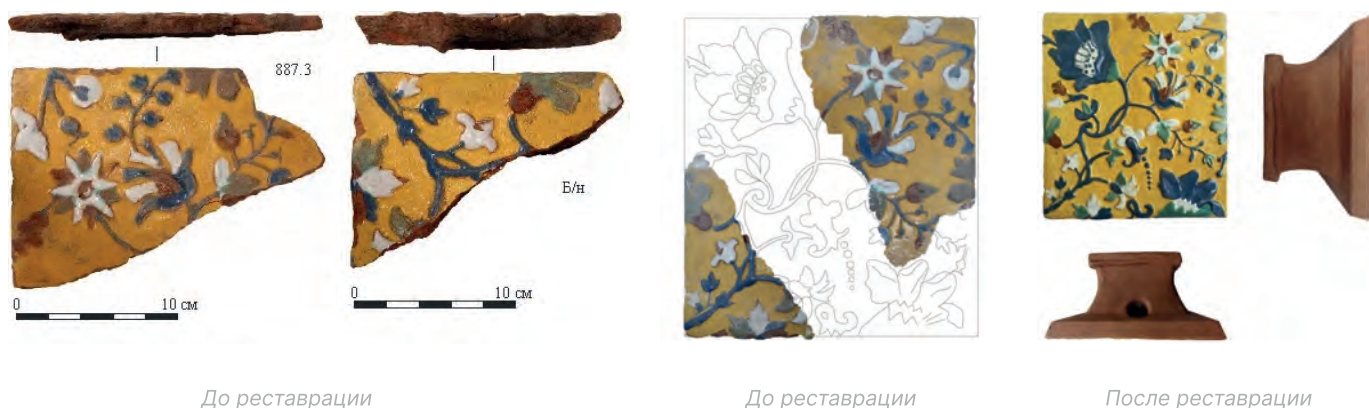 887.3
Б/н
0 10 см
0 10 см
До реставрации
До реставрации
После реставрации